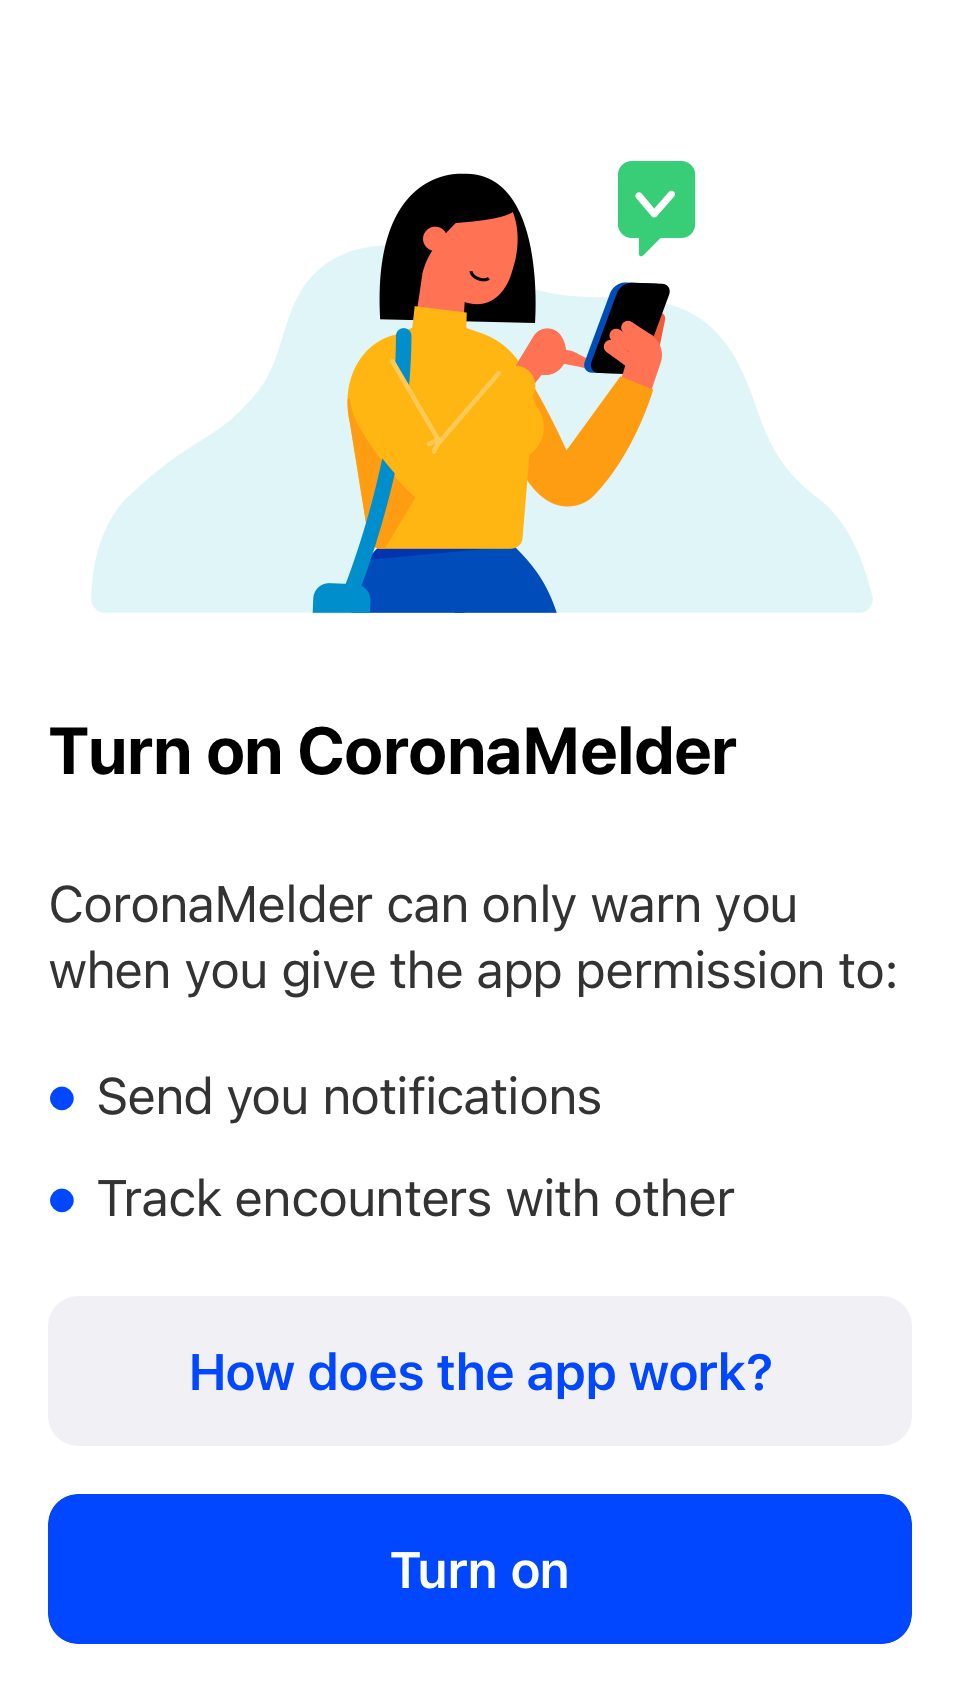 Turn on CoronaMelder
CoronaMelder can only warn you
when you give the app permission to:
Send you notifications
Track encounters with other
How does the app work?
Turn on